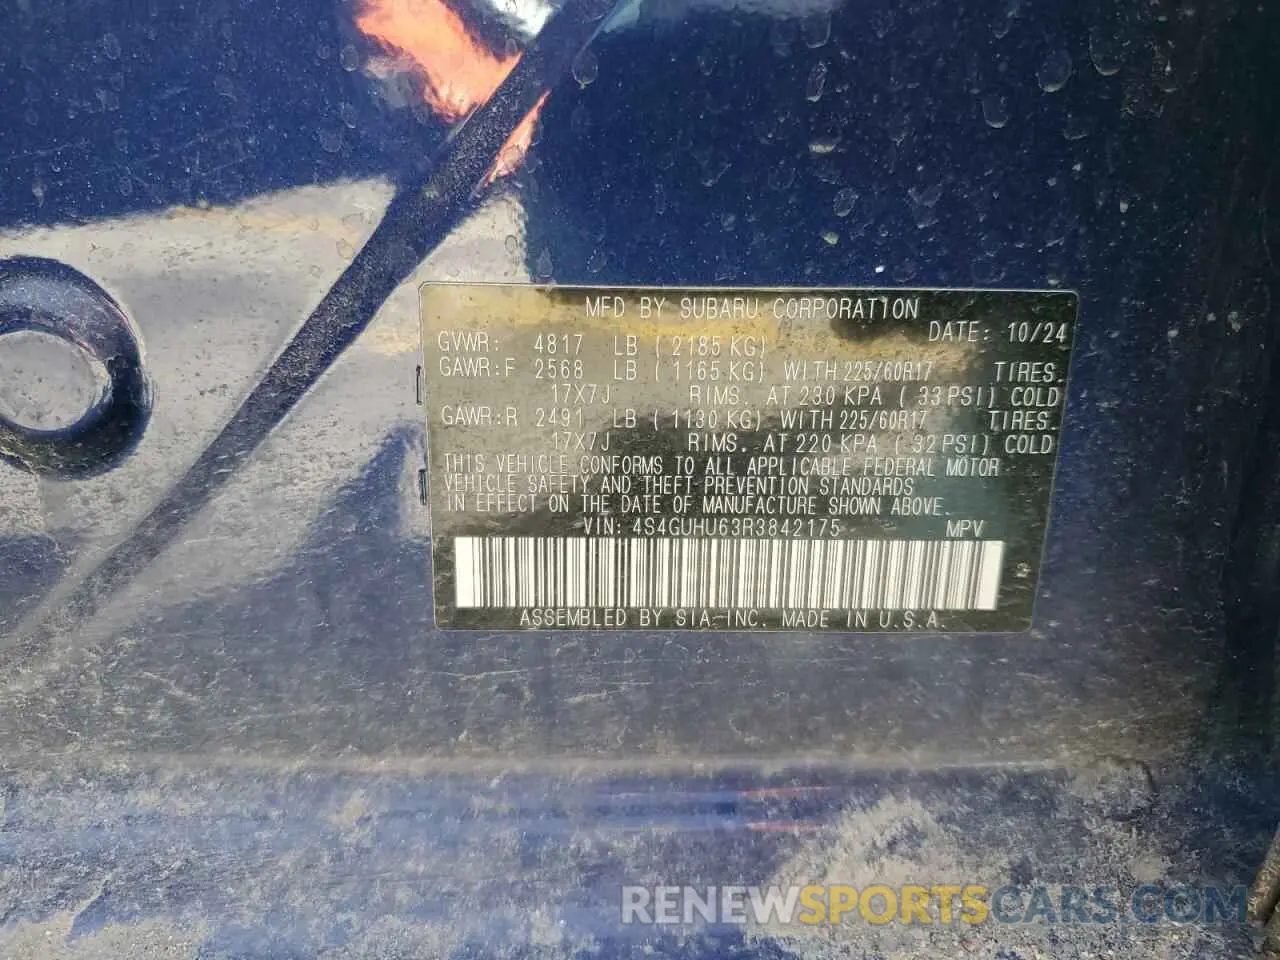 MFD BY SUBARU CORPORATION
DATE: 10/24
GVWR: 4817 LB ( 2185 KG)
GAWR:F 2568 LB ( 1165 KG) WITH 225/60R17 TIRES.
17X7J RIMS. AT 230 KPA ( 33 PSI) COLD
GAWR:R 2491 LB ( 1130 KG) WITH 225/60R17 TIRES.
17X7J RIMS. AT 220 KPA ( 32 PSI) COLD
THIS VEHICLE CONFORMS TO ALL APPLICABLE FEDERAL MOTOR
VEHICLE SAFETY AND THEFT PREVENTION STANDARDS
IN EFFECT ON THE DATE OF MANUFACTURE SHOWN ABOVE.
VIN: 4S4GUHU63R3842175 MPV
ASSEMBLED BY SIA, INC. MADE IN U.S.A.
RENEWSPORTSCARS.COM